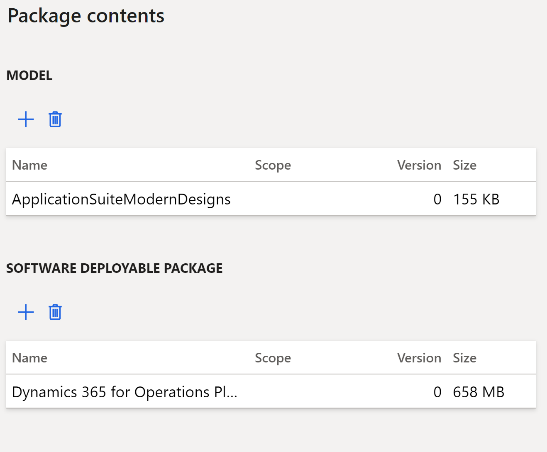 Package contents
MODEL
Name Scope Version Size
ApplicationSuiteModernDesigns 0 155 KB
SOFTWARE DEPLOYABLE PACKAGE
Name Scope Version Size
Dynamics 365 for Operations Pl... 0 658 MB